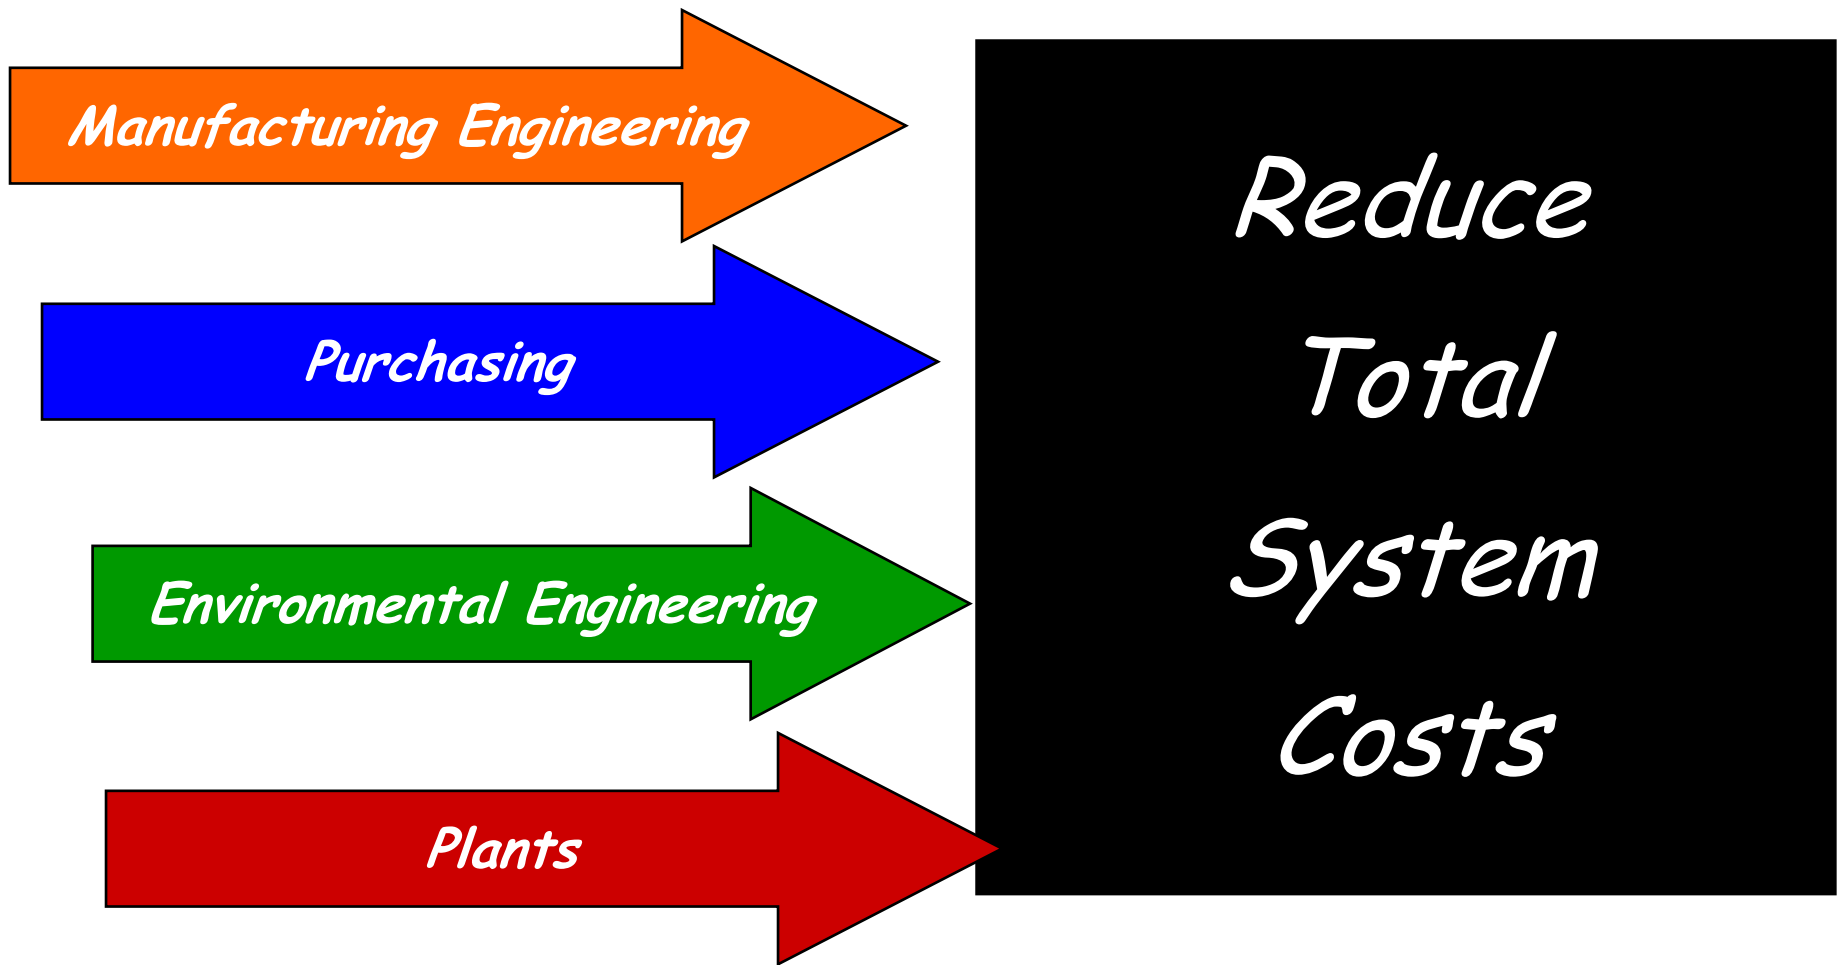 Manufacturing Engineering
Purchasing
Environmental Engineering
Plants
Reduce
Total
System
Costs